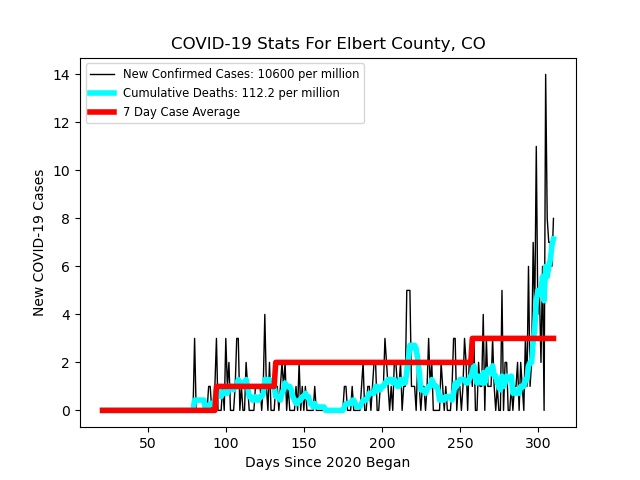 COVID-19 Stats For Elbert County, CO
New Confirmed Cases: 10600 per million
Cumulative Deaths: 112.2 per million
7 Day Case Average
New COVID-19 Cases
14
12
10
8
6
4
2
0
50 100 150 200 250 300
Days Since 2020 Began